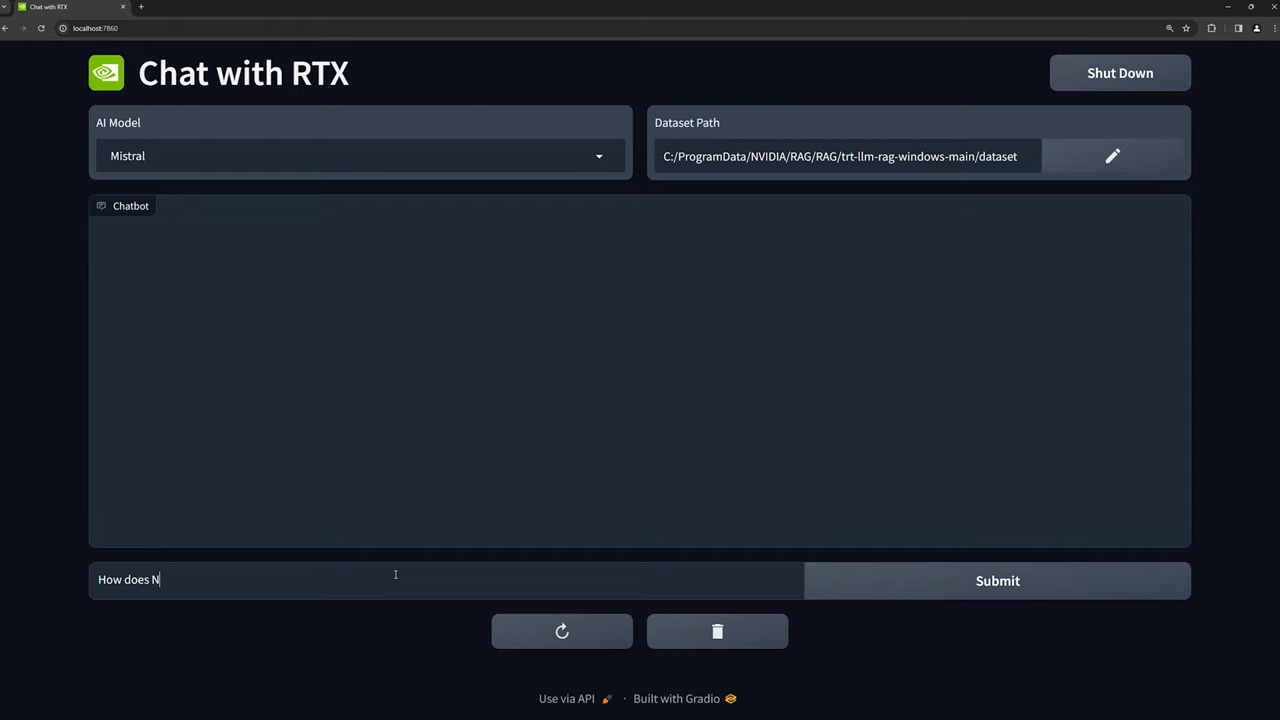 Chat with RTX
localhost:7860
Chat with RTX
Shut Down
AI Model
Mistral
Dataset Path
C:/ProgramData/NVIDIA/RAG/RAG/trt-llm-rag-windows-main/dataset
Chatbot
How does N
Submit
Use via API · Built with Gradio